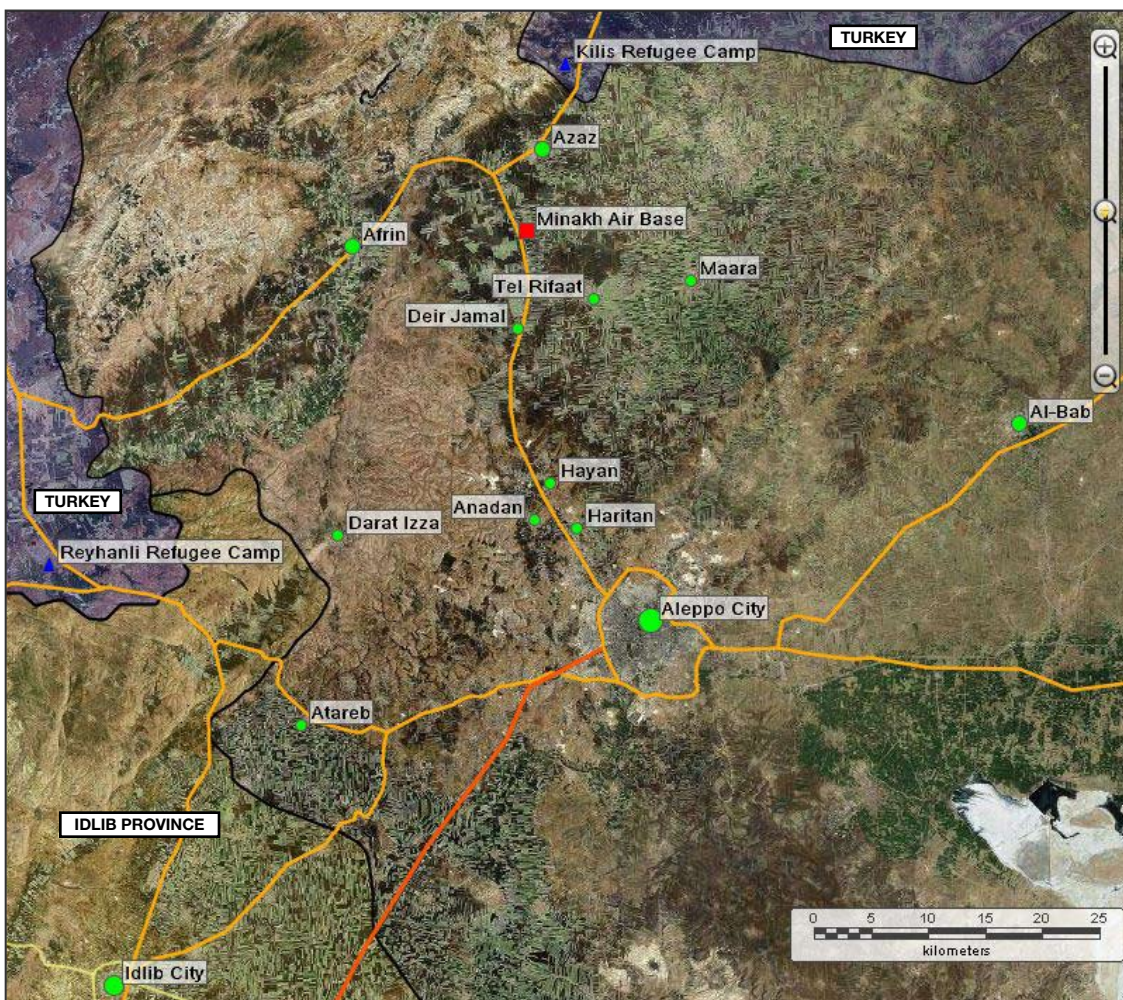 TURKEY
Kilis Refugee Camp
Azaz
Minakh Air Base
Afrin
Maara
Tel Rifaat
Deir Jamal
Al-Bab
Hayan
TURKEY
Anadan
Haritan
Darat Izza
Reyhanli Refugee Camp
Aleppo City
Atareb
IDLIB PROVINCE
0 5 10 15 20 25
kilometers
Idlib City